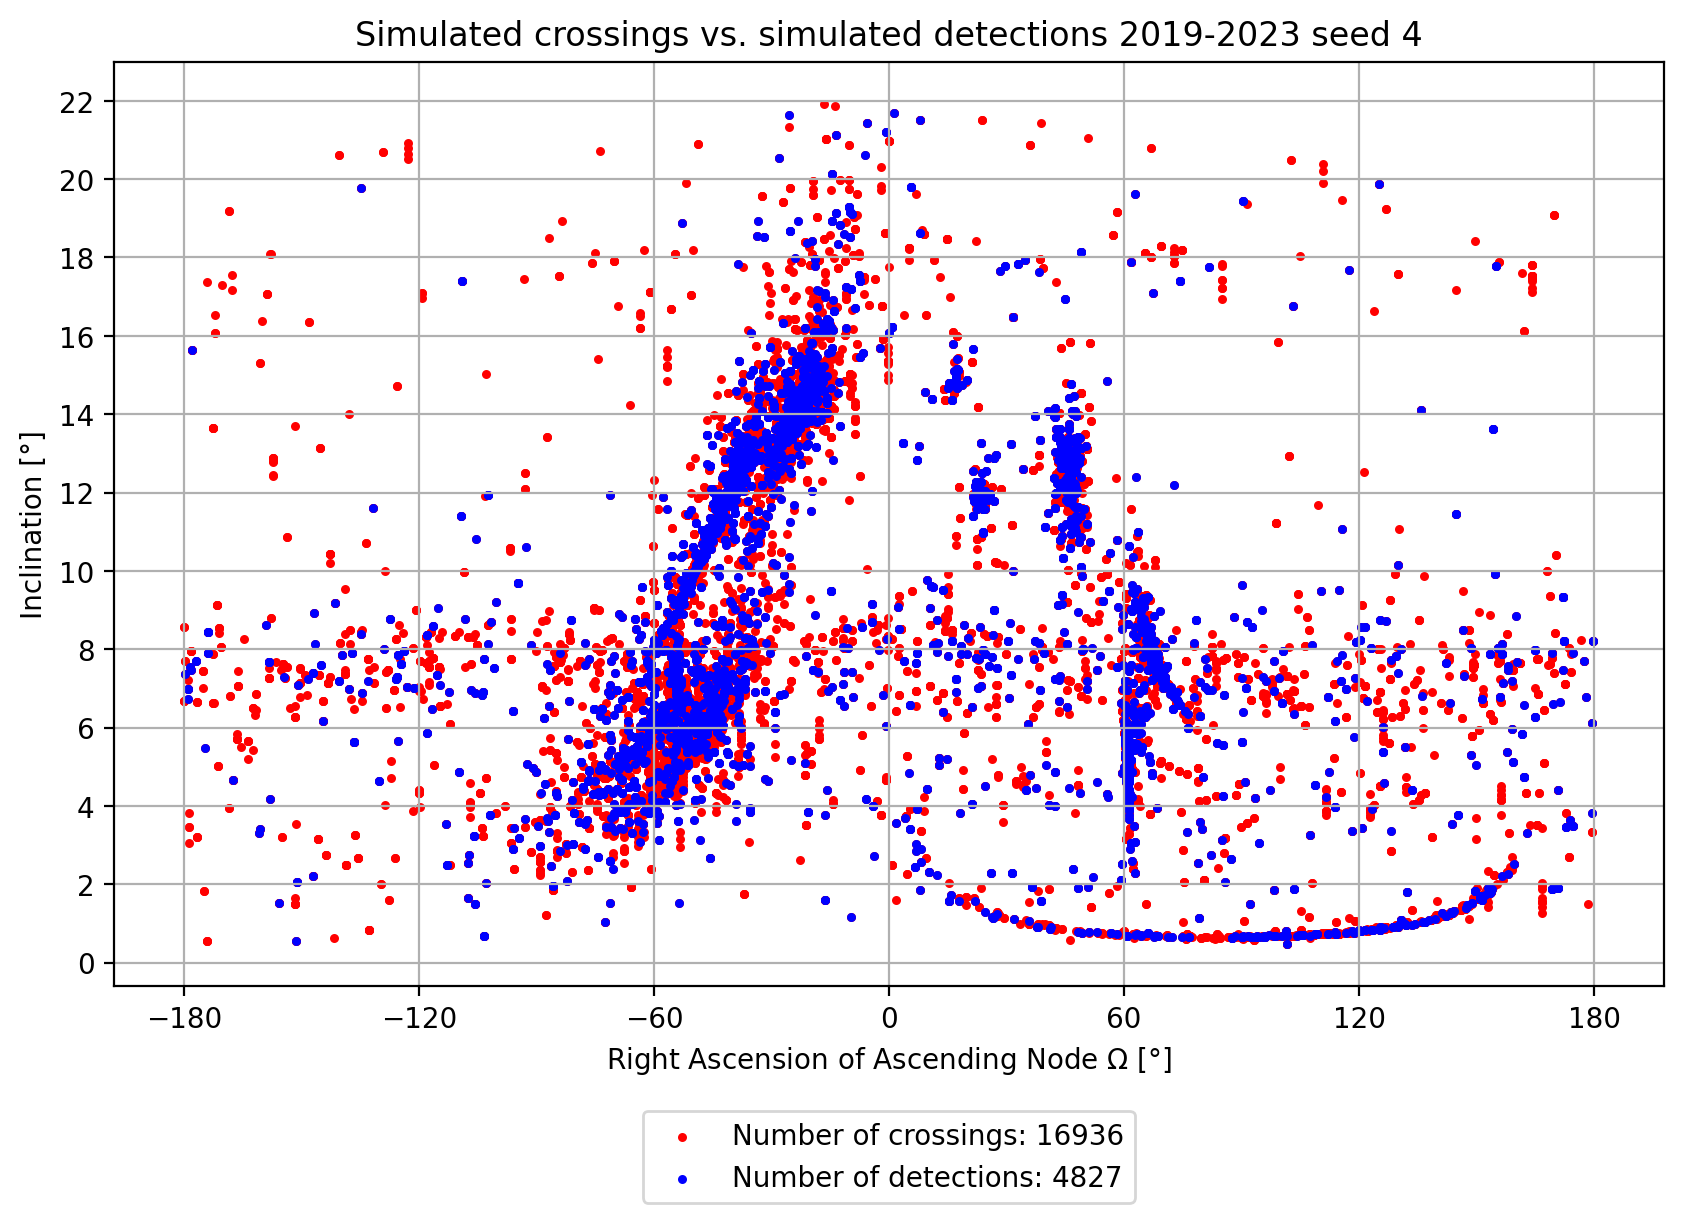 Simulated crossings vs. simulated detections 2019-2023 seed 4
22
20
18
16
14
12
10
8
6
4
2
0
Inclination [°]
−180 −120 −60 0 60 120 180
Right Ascension of Ascending Node Ω [°]
Number of crossings: 16936
Number of detections: 4827